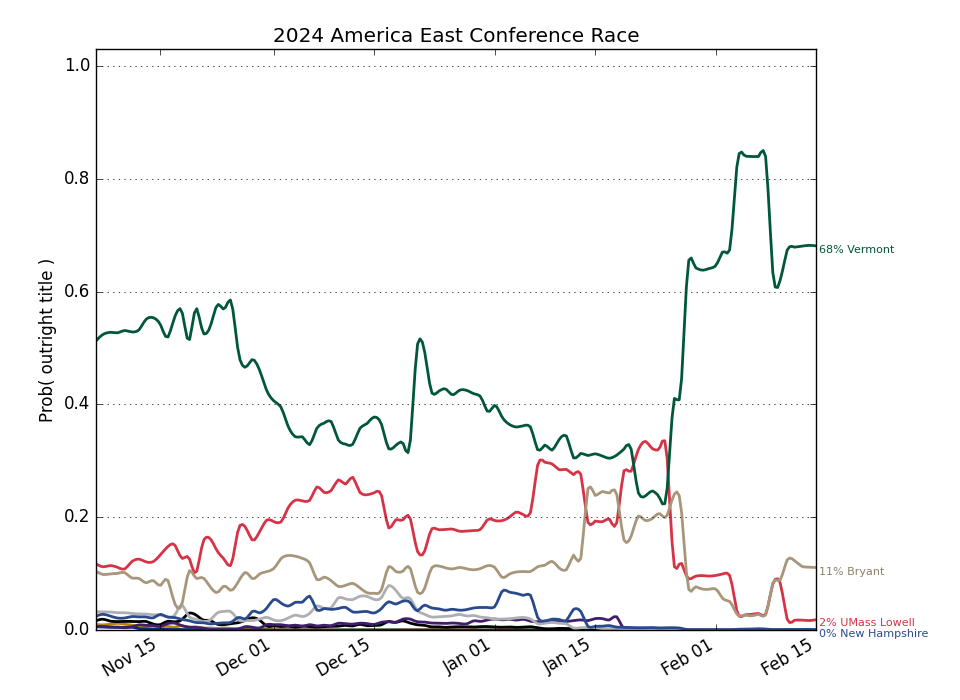 2024 America East Conference Race
Prob( outright title )
1.0
0.8
0.6
0.4
0.2
0.0
68% Vermont
11% Bryant
2% UMass Lowell
0% New Hampshire
Nov 15
Dec 01
Dec 15
Jan 01
Jan 15
Feb 01
Feb 15